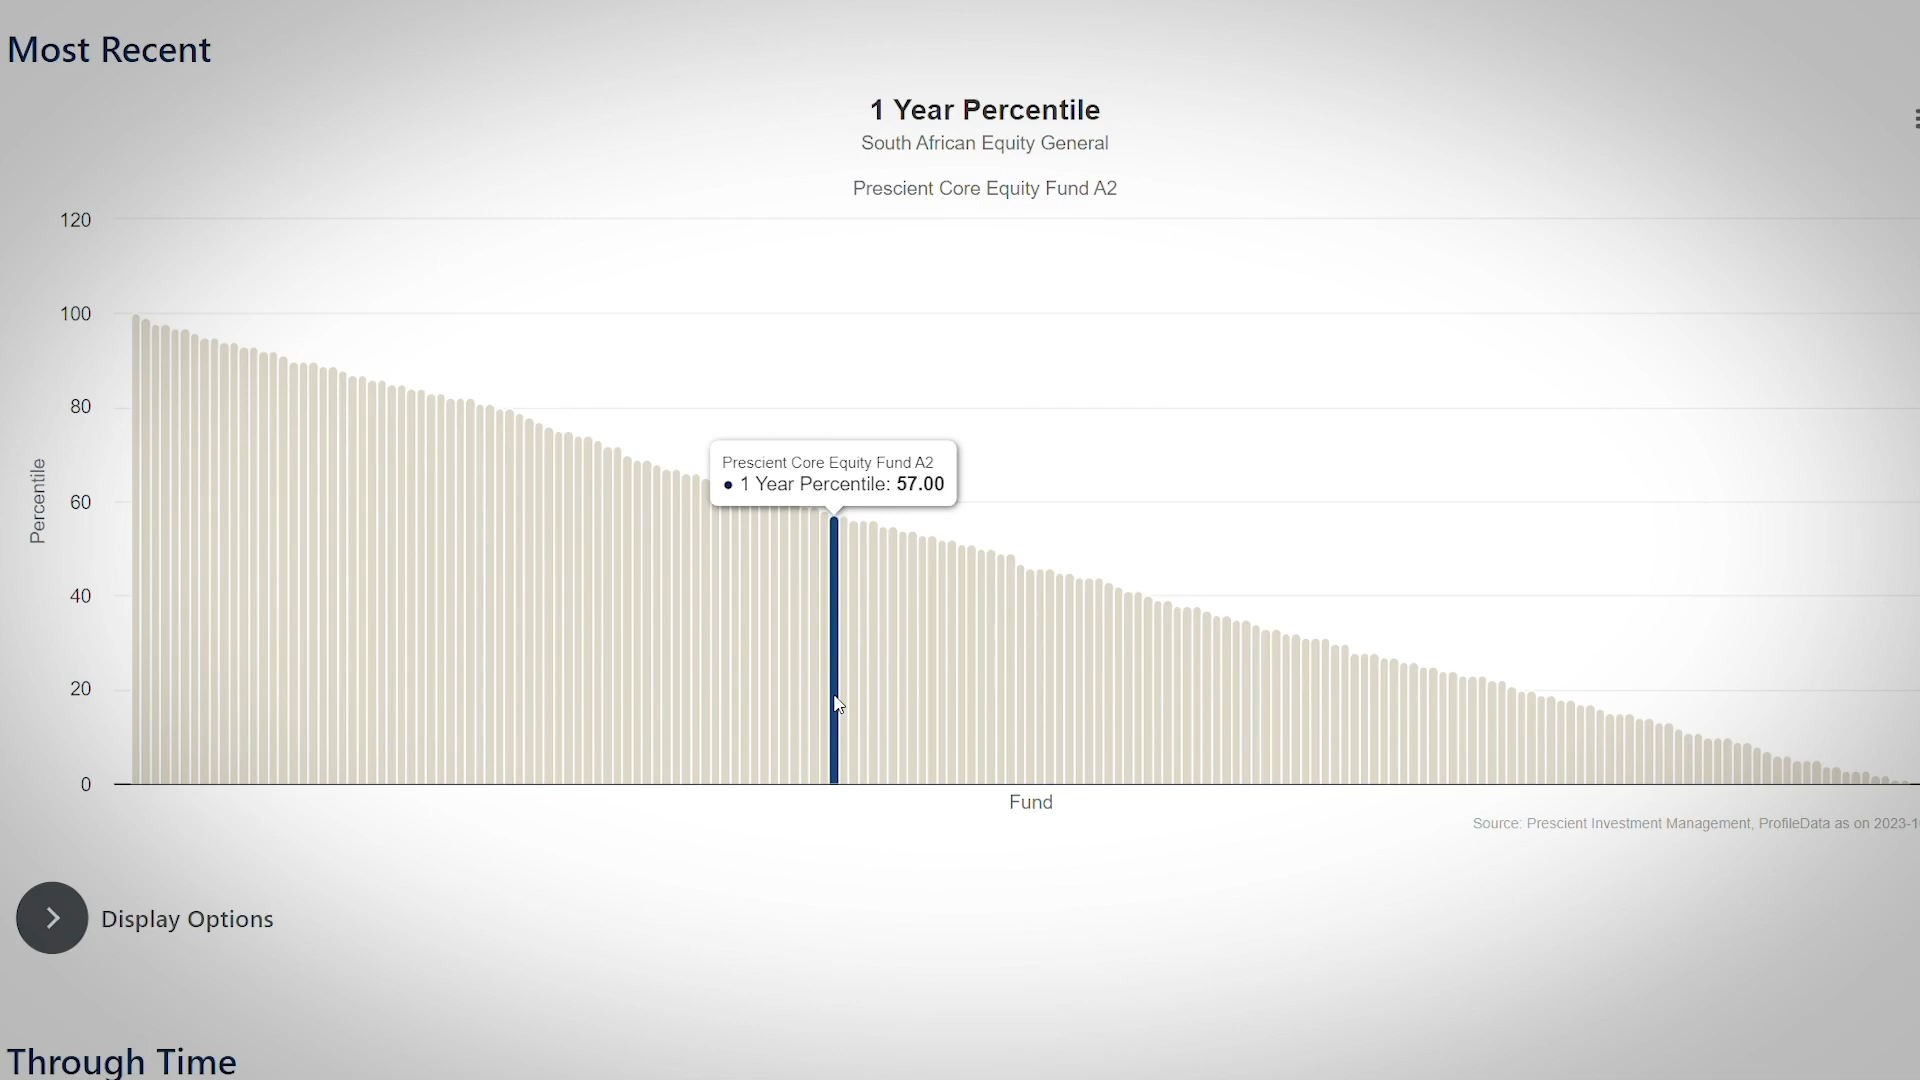 Most Recent
1 Year Percentile
South African Equity General
Prescient Core Equity Fund A2
120
100
80
60
40
20
0
Percentile
Prescient Core Equity Fund A2
● 1 Year Percentile: 57.00
Fund
Source: Prescient Investment Management, ProfileData as on 2023-1
Display Options
Through Time